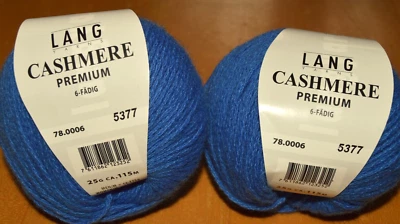 LANG
YARNS
CASHMERE
PREMIUM
6-FÄDIG
78.0006 5377
25G CA.115M
LANG
YARNS
CASHMERE
PREMIUM
6-FÄDIG
78.0006 5377